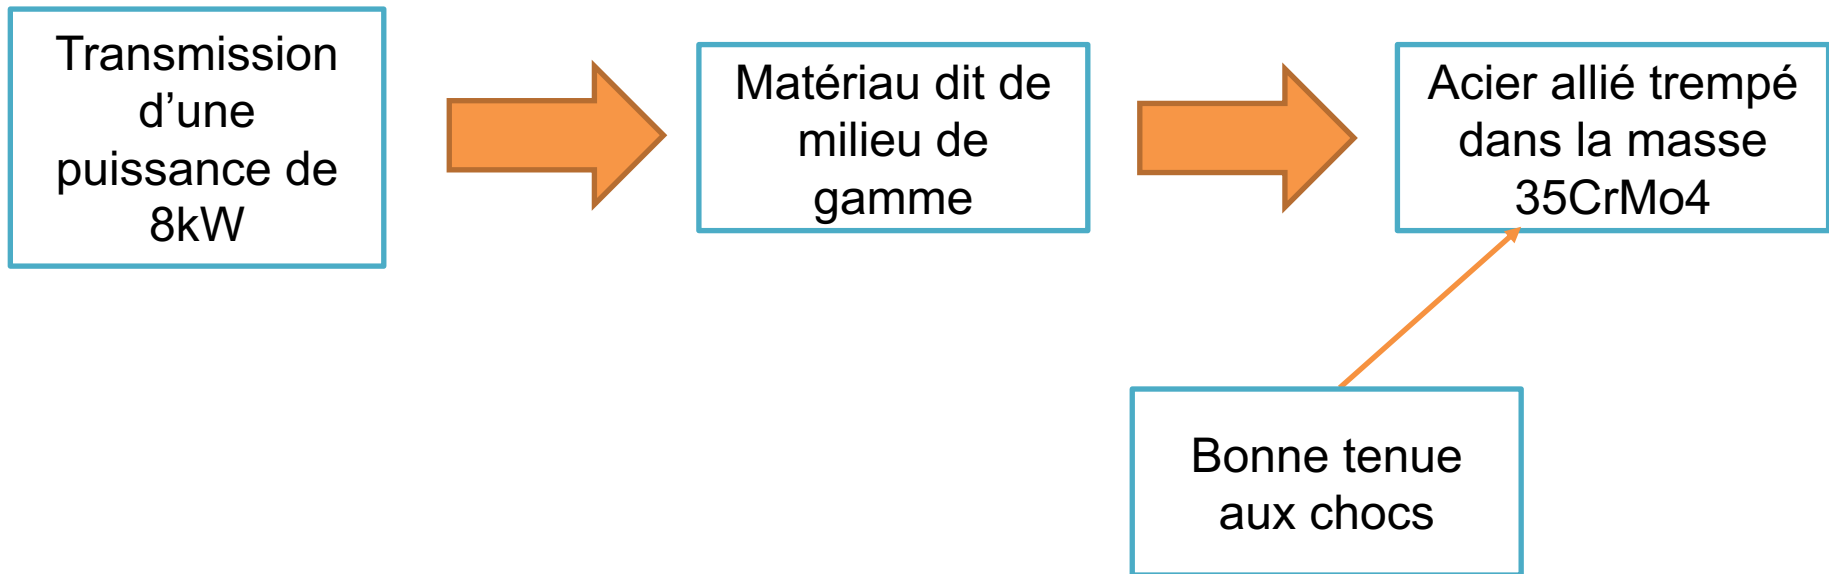 Transmission
d’une
puissance de
8kW
Matériau dit de
milieu de
gamme
Acier allié trempé
dans la masse
35CrMo4
Bonne tenue
aux chocs